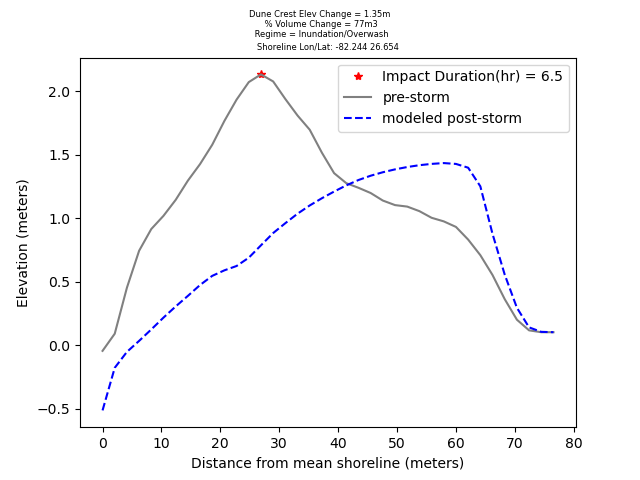 Dune Crest Elev Change = 1.35m
% Volume Change = 77m3
Regime = Inundation/Overwash
Shoreline Lon/Lat: -82.244 26.654
Impact Duration(hr) = 6.5
pre-storm
modeled post-storm
Elevation (meters)
2.0
1.5
1.0
0.5
0.0
−0.5
0 10 20 30 40 50 60 70 80
Distance from mean shoreline (meters)